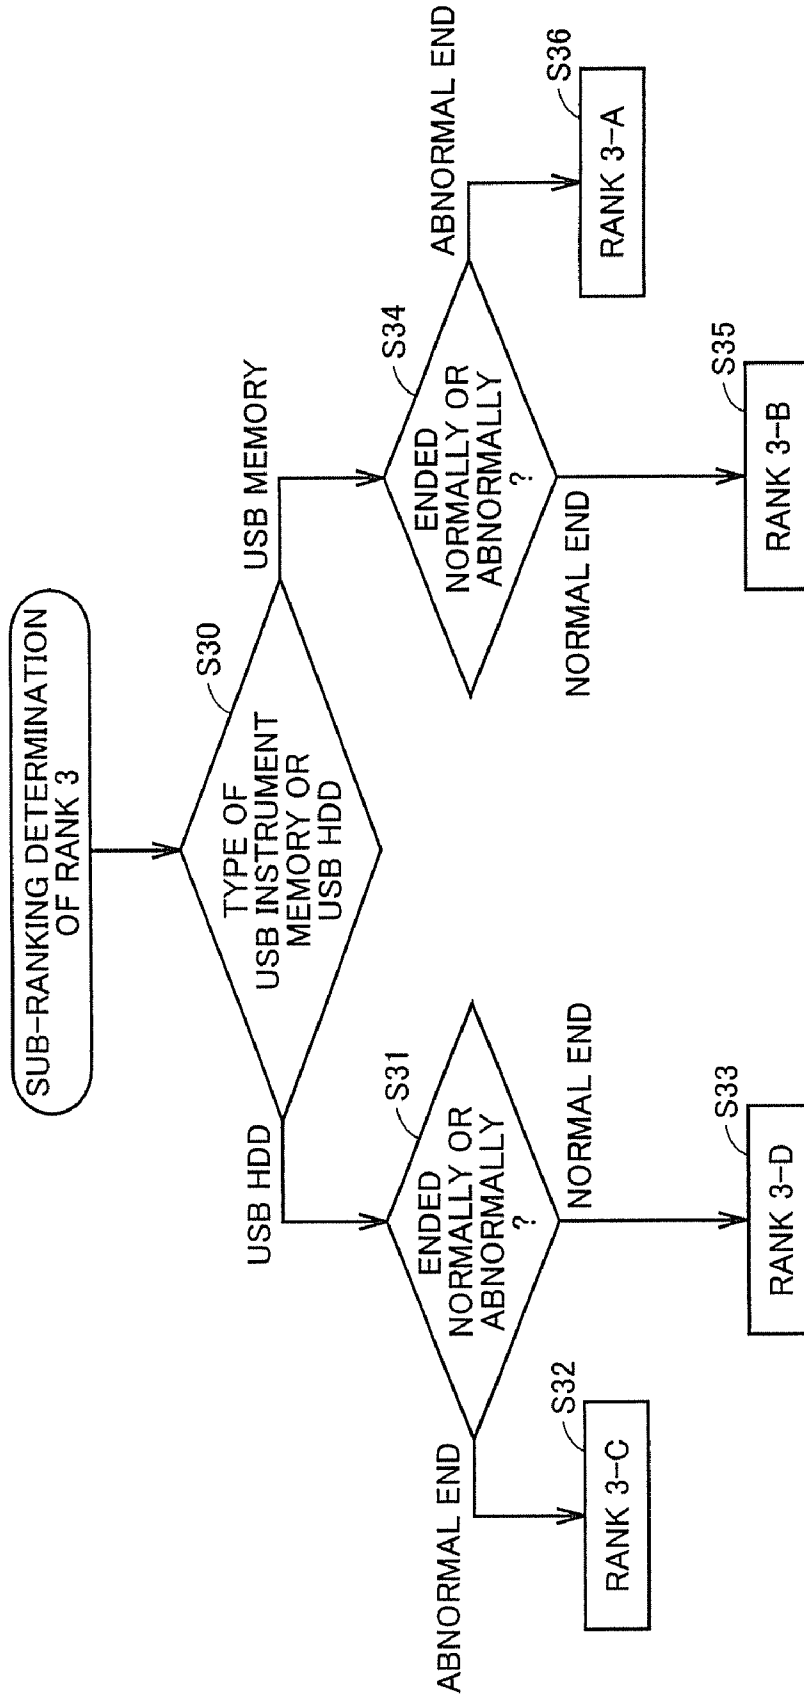 SUB-RANKING DETERMINATION
OF RANK 3
S30
TYPE OF
USB INSTRUMENT
MEMORY OR
USB HDD
USB HDD
USB MEMORY
S31
ENDED
NORMALLY OR
ABNORMALLY
?
S34
ENDED
NORMALLY OR
ABNORMALLY
?
ABNORMAL END
NORMAL END
NORMAL END
ABNORMAL END
S32
RANK 3-C
S33
RANK 3-D
S35
RANK 3-B
S36
RANK 3-A